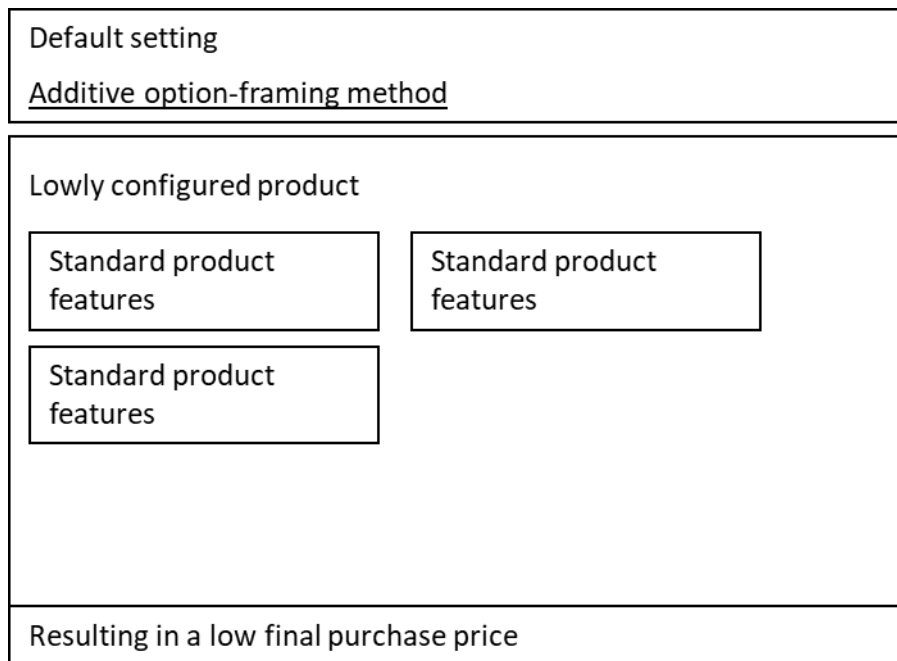 Default setting
Additive option-framing method
Lowly configured product
Standard product
features
Standard product
features
Standard product
features
Resulting in a low final purchase price